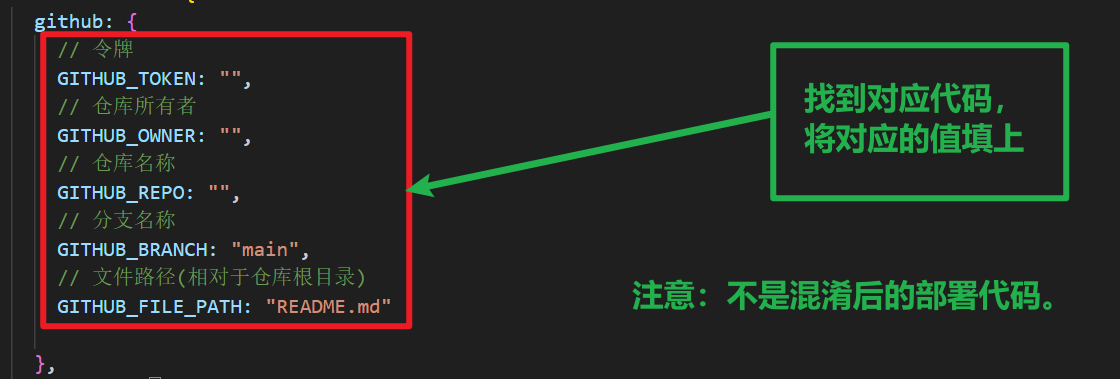 github: {
// 令牌
GITHUB_TOKEN: "",
// 仓库所有者
GITHUB_OWNER: "",
// 仓库名称
GITHUB_REPO: "",
// 分支名称
GITHUB_BRANCH: "main",
// 文件路径(相对于仓库根目录)
GITHUB_FILE_PATH: "README.md"
},
找到对应代码，
将对应的值填上
注意：不是混淆后的部署代码。